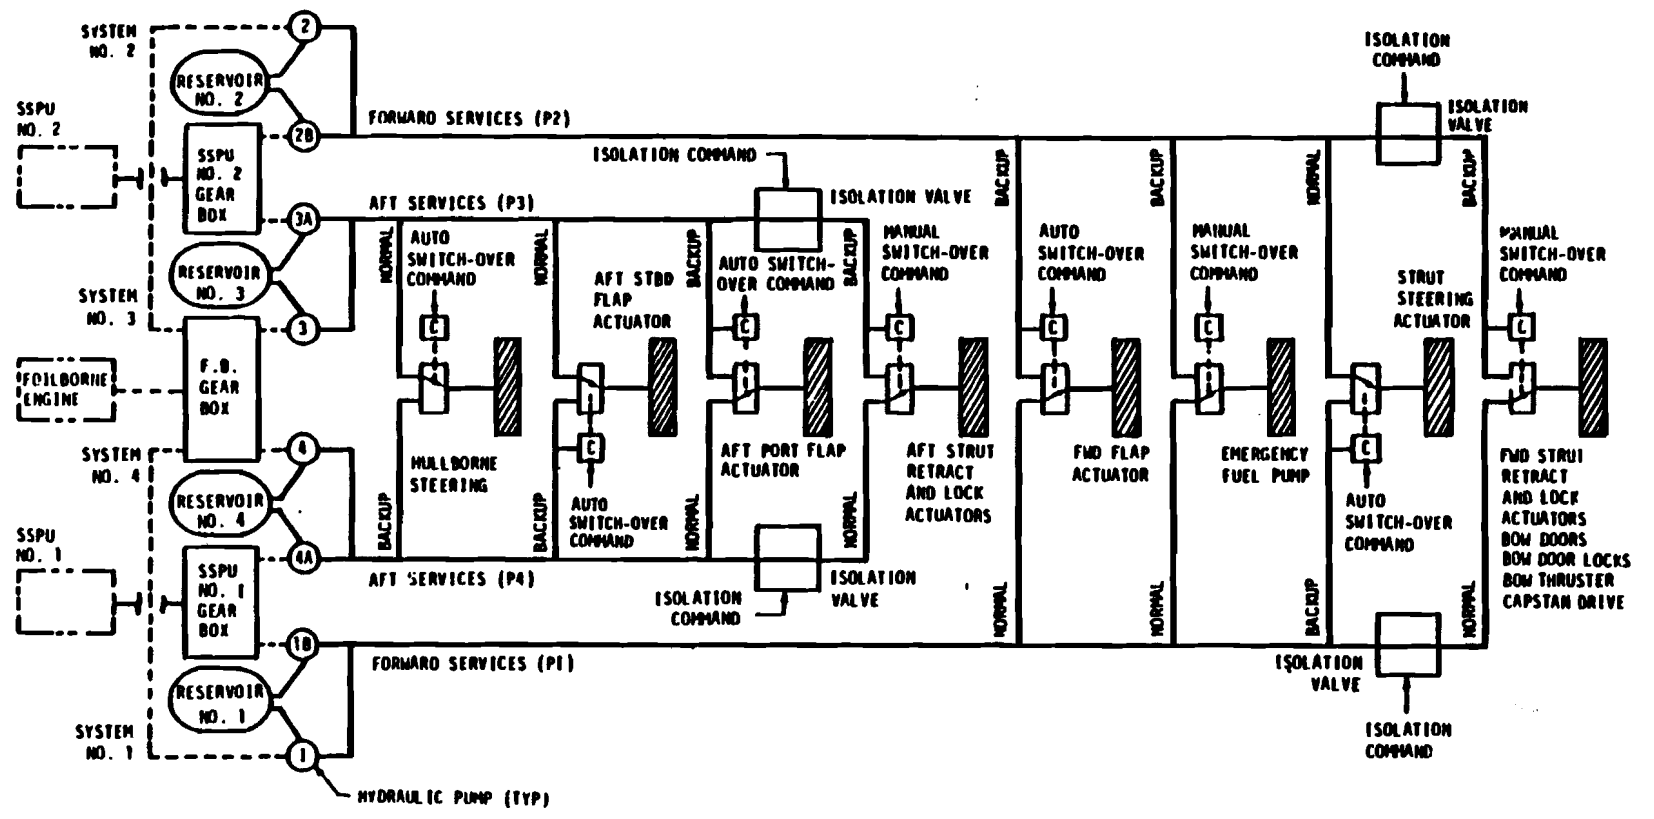 SYSTEM
NO. 2
2
RESERVOIR
NO. 2
SSPU
NO. 2
2B
SSPU
NO. 2
GEAR
BOX
FORWARD SERVICES (P2)
ISOLATION
COMMAND
ISOLATION
VALVE
ISOLATION COMMAND
ISOLATION VALVE
3A
AFT SERVICES (P3)
RESERVOIR
NO. 3
SYSTEM
NO. 3
3
NORMAL
AUTO
SWITCH-OVER
COMMAND
C
NORMAL
AFT STBD
FLAP
ACTUATOR
BACKUP
AUTO SWITCH-
OVER COMMAND
C
BACKUP
MANUAL
SWITCH-OVER
COMMAND
C
BACKUP
AUTO
SWITCH-OVER
COMMAND
C
BACKUP
MANUAL
SWITCH-OVER
COMMAND
C
NORMAL
STRUT
STEERING
ACTUATOR
BACKUP
MANUAL
SWITCH-OVER
COMMAND
C
FOILBORNE
ENGINE
F.B.
GEAR
BOX
SYSTEM
NO. 4
4
RESERVOIR
NO. 4
4A
HULLBORNE
STEERING
BACKUP
C
AUTO
SWITCH-OVER
COMMAND
BACKUP
AFT PORT FLAP
ACTUATOR
NORMAL
AFT STRUT
RETRACT
AND LOCK
ACTUATORS
NORMAL
FWD FLAP
ACTUATOR
NORMAL
EMERGENCY
FUEL PUMP
NORMAL
C
AUTO
SWITCH-OVER
COMMAND
BACKUP
FWD STRUT
RETRACT
AND LOCK
ACTUATORS
BOW DOORS
BOW DOOR LOCKS
BOW THRUSTER
CAPSTAN DRIVE
NORMAL
SSPU
NO. 1
SSPU
NO. 1
GEAR
BOX
AFT SERVICES (P4)
ISOLATION
COMMAND
ISOLATION
VALVE
1B
FORWARD SERVICES (P1)
RESERVOIR
NO. 1
SYSTEM
NO. 1
1
HYDRAULIC PUMP (TYP)
ISOLATION
VALVE
ISOLATION
COMMAND